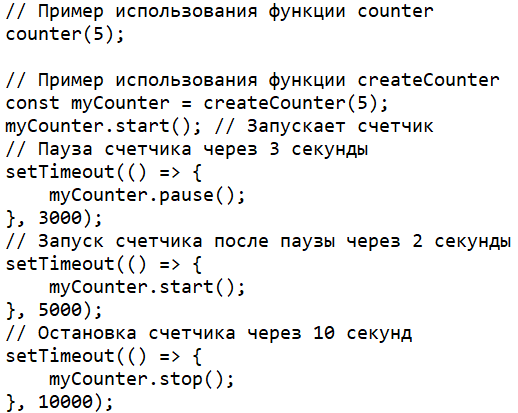 // Пример использования функции counter
counter(5);

// Пример использования функции createCounter
const myCounter = createCounter(5);
myCounter.start(); // Запускает счетчик
// Пауза счетчика через 3 секунды
setTimeout(() => {
    myCounter.pause();
}, 3000);
// Запуск счетчика после паузы через 2 секунды
setTimeout(() => {
    myCounter.start();
}, 5000);
// Остановка счетчика через 10 секунд
setTimeout(() => {
    myCounter.stop();
}, 10000);